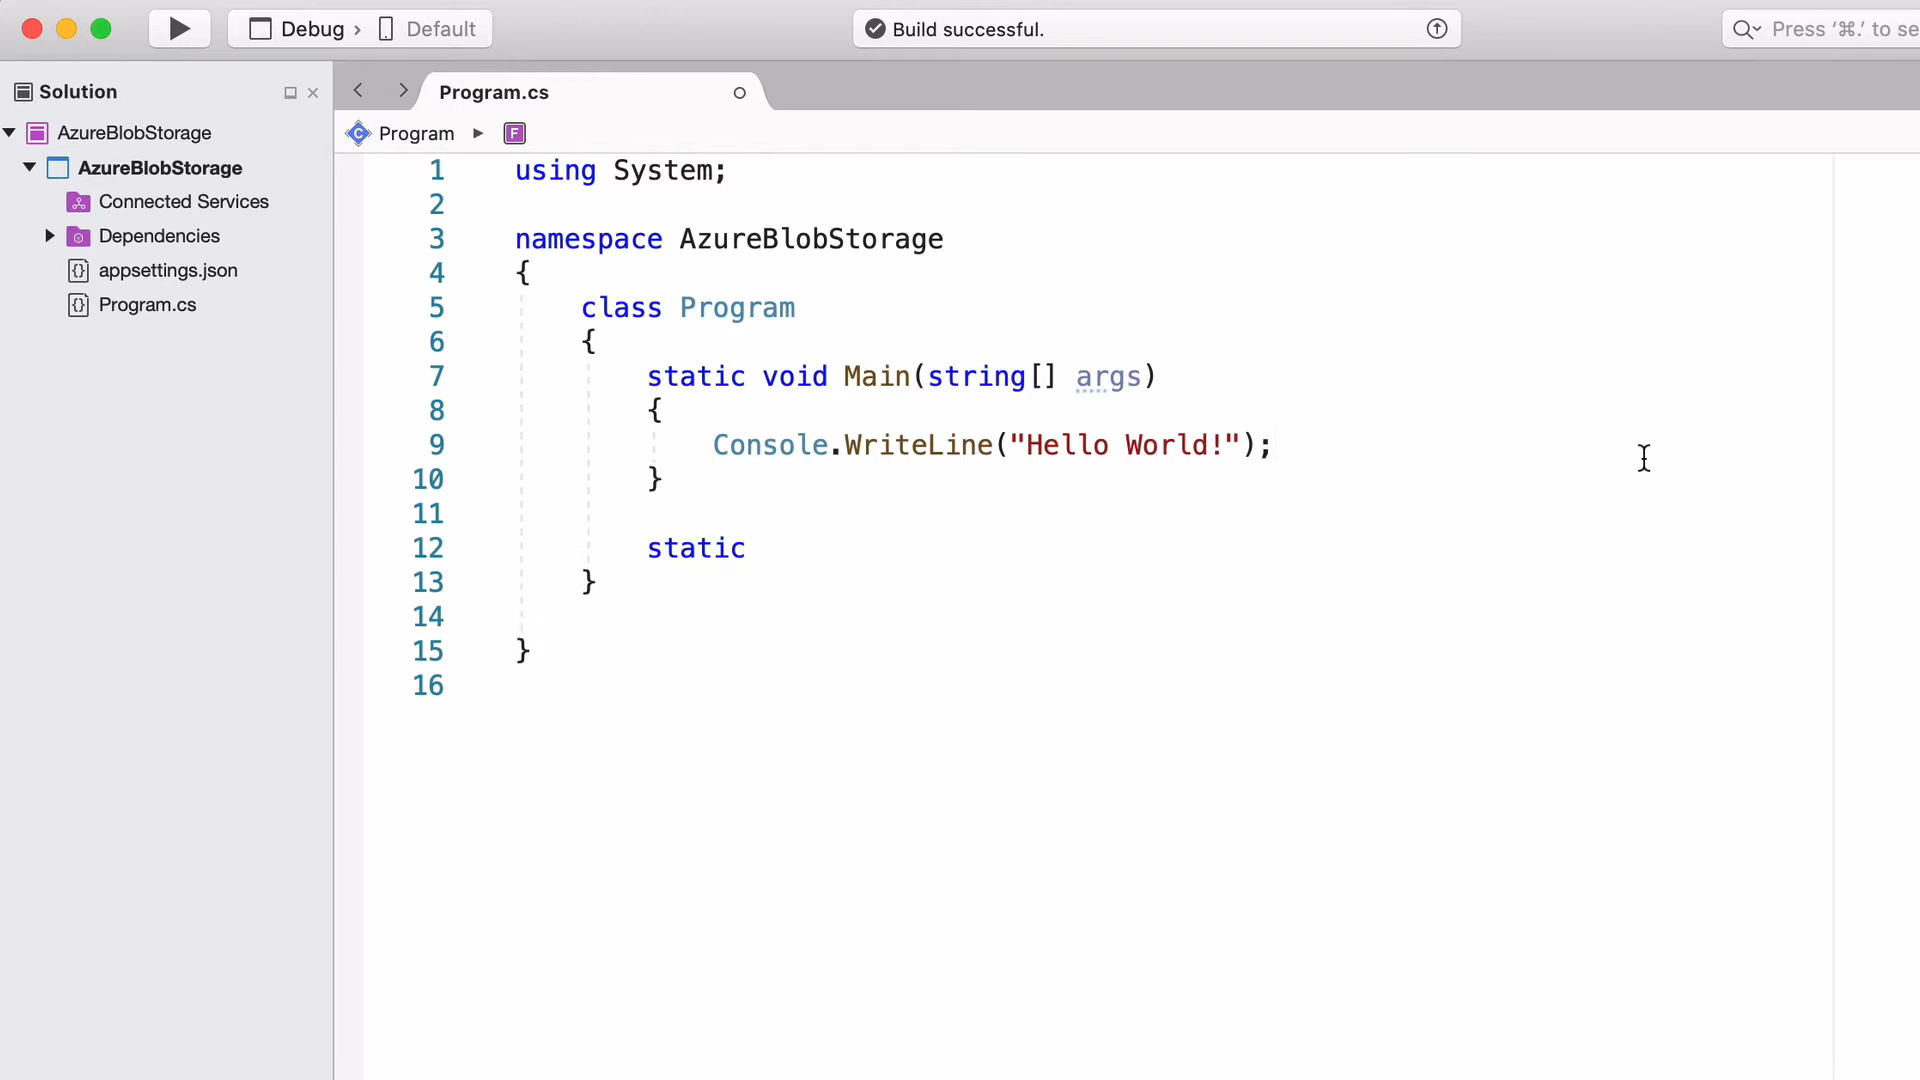 Debug › Default
Build successful.
Press ‘⌘.’ to se
Solution
AzureBlobStorage
AzureBlobStorage
Connected Services
Dependencies
appsettings.json
Program.cs
Program.cs
Program
1 using System;
2
3 namespace AzureBlobStorage
4 {
5 class Program
6 {
7 static void Main(string[] args)
8 {
9 Console.WriteLine("Hello World!");
10 }
11
12 static
13 }
14
15 }
16